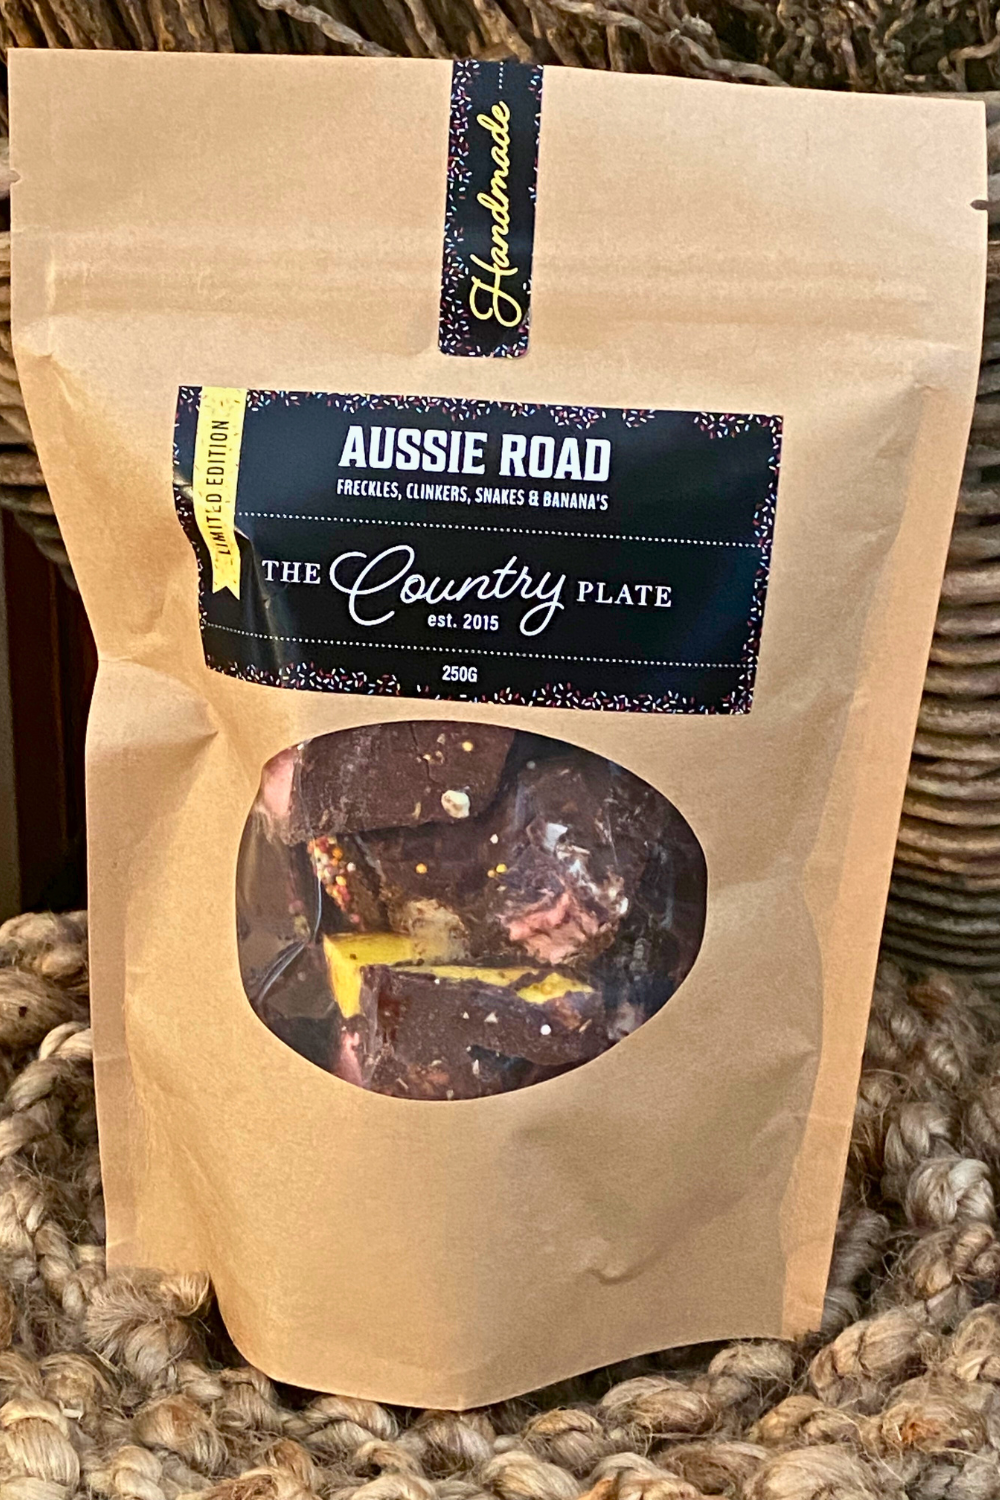 Handmade
LIMITED EDITION
AUSSIE ROAD
FRECKLES, CLINKERS, SNAKES & BANANA'S
THE Country PLATE
est. 2015
250G